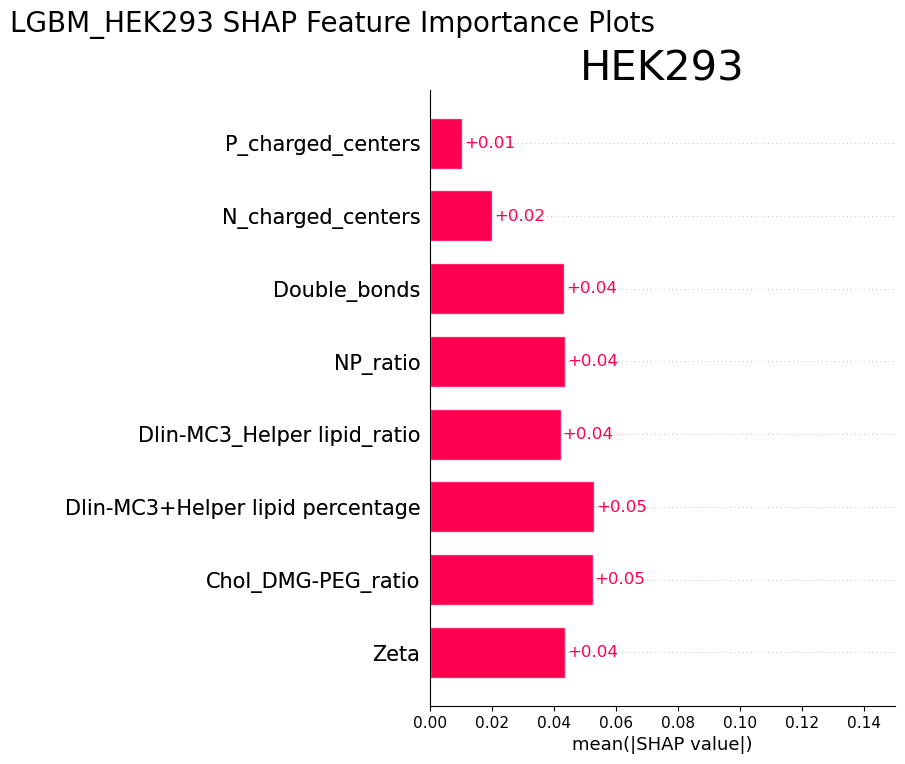 LGBM_HEK293 SHAP Feature Importance Plots
HEK293
P_charged_centers +0.01
N_charged_centers +0.02
Double_bonds +0.04
NP_ratio +0.04
Dlin-MC3_Helper lipid_ratio +0.04
Dlin-MC3+Helper lipid percentage +0.05
Chol_DMG-PEG_ratio +0.05
Zeta +0.04
0.00 0.02 0.04 0.06 0.08 0.10 0.12 0.14
mean(|SHAP value|)